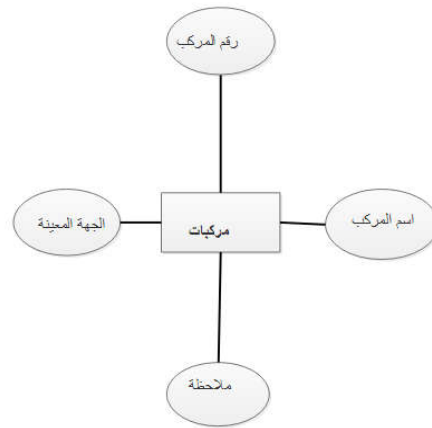 رقم المركب
اسم المركب
مركبات
الجهة المعينة
ملاحظة